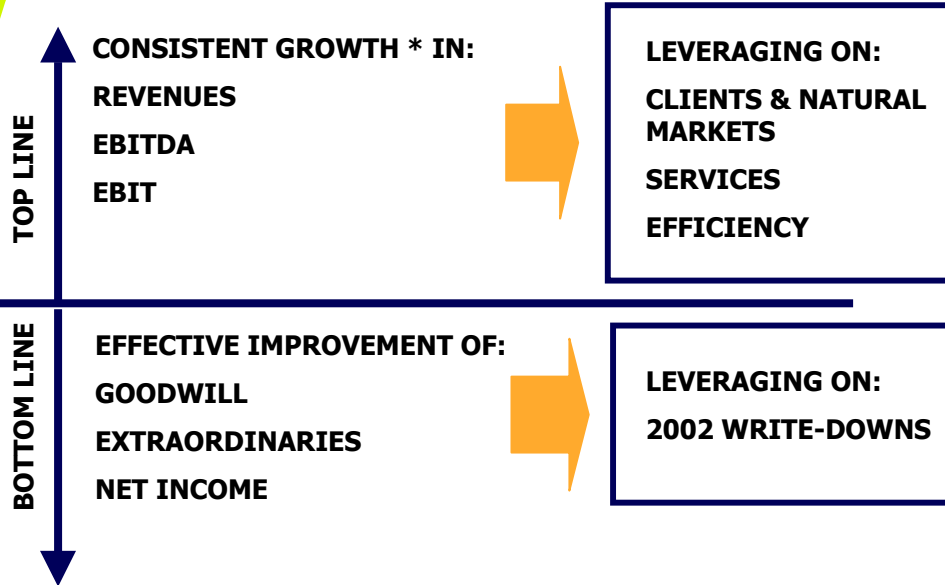 TOP LINE
CONSISTENT GROWTH * IN:
REVENUES
EBITDA
EBIT
LEVERAGING ON:
CLIENTS & NATURAL
MARKETS
SERVICES
EFFICIENCY
BOTTOM LINE
EFFECTIVE IMPROVEMENT OF:
GOODWILL
EXTRAORDINARIES
NET INCOME
LEVERAGING ON:
2002 WRITE-DOWNS